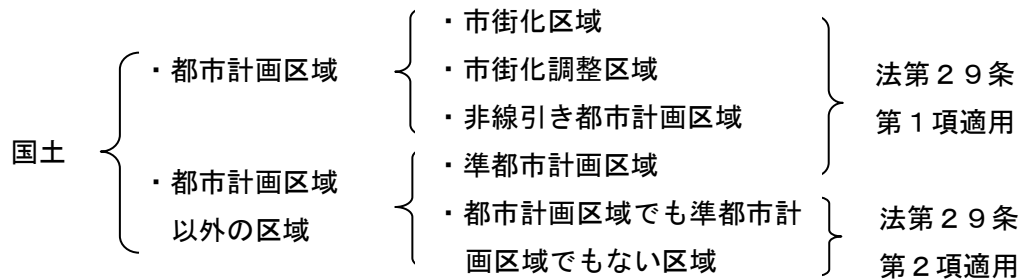 国土
・都市計画区域
・都市計画区域
以外の区域
・市街化区域
・市街化調整区域
・非線引き都市計画区域
・準都市計画区域
・都市計画区域でも準都市計
画区域でもない区域
法第２９条
第１項適用
法第２９条
第２項適用